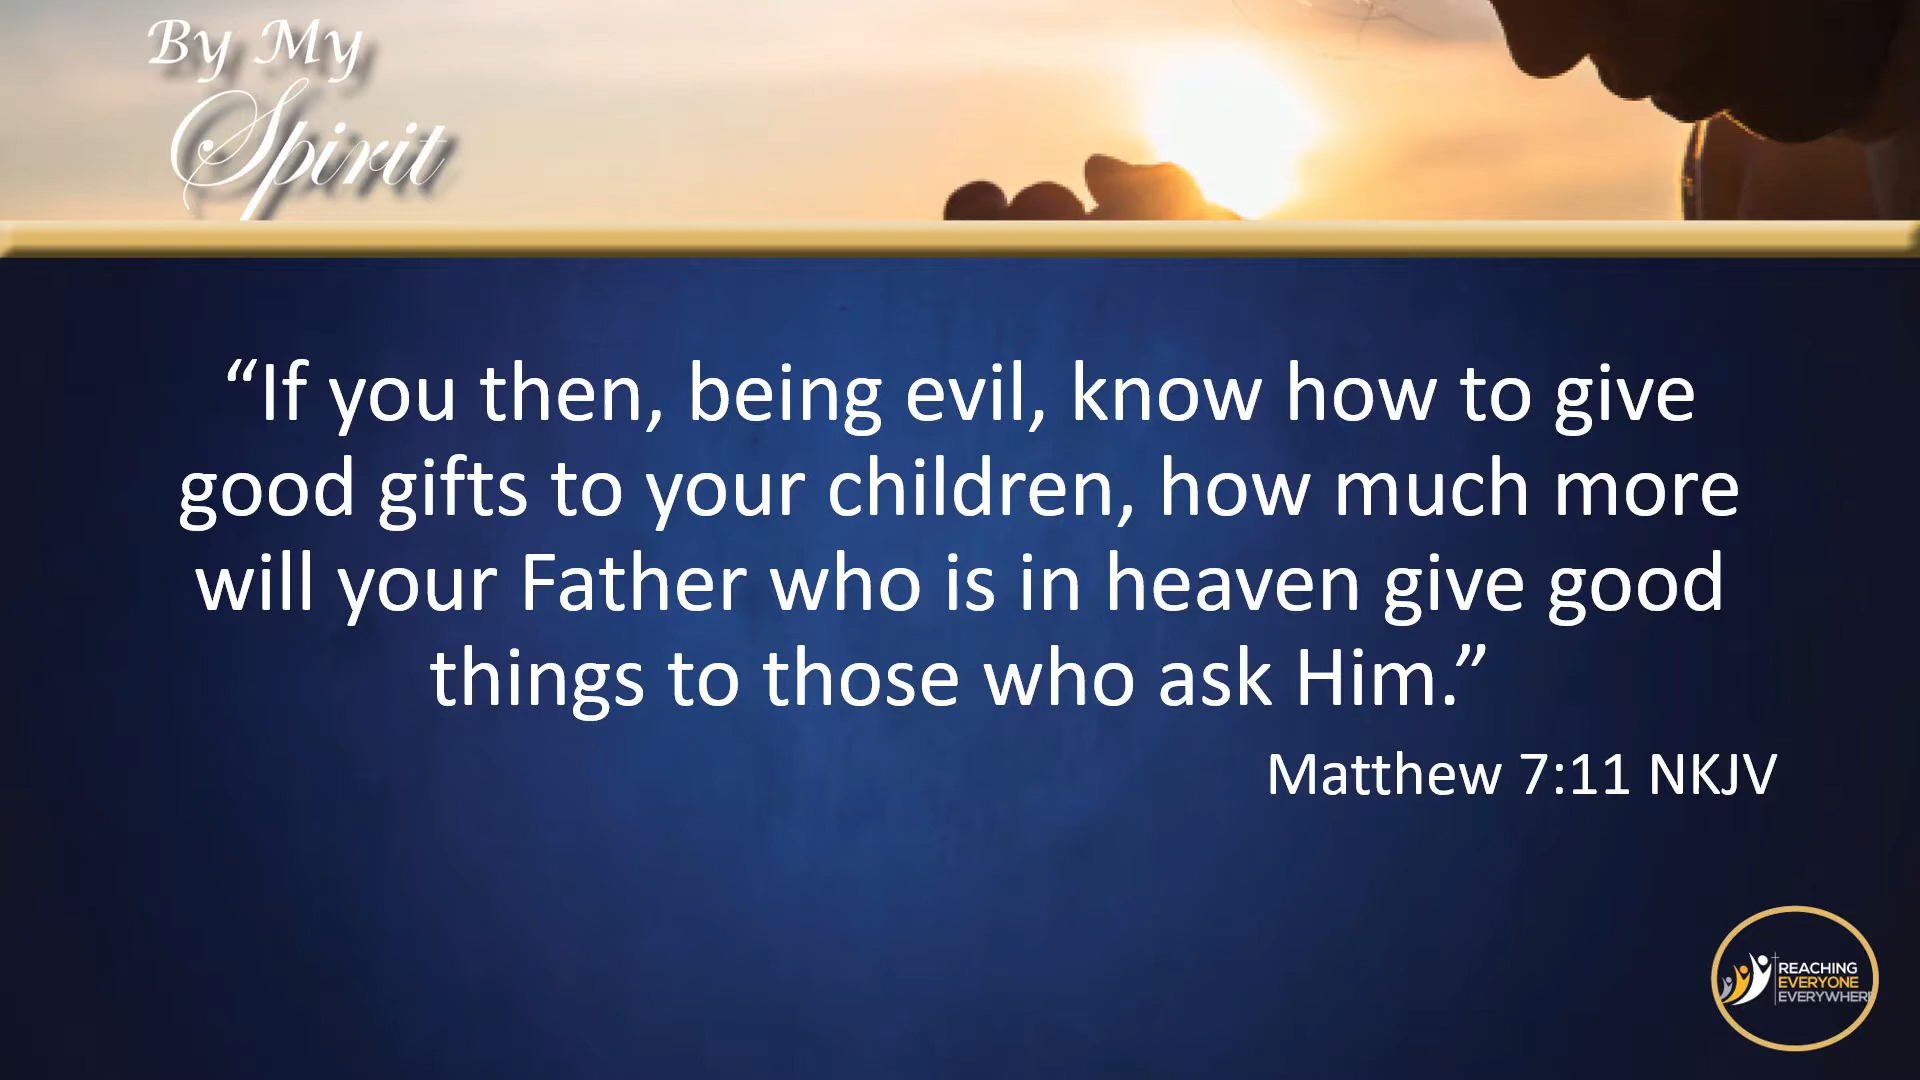 By My
Spirit
“If you then, being evil, know how to give
good gifts to your children, how much more
will your Father who is in heaven give good
things to those who ask Him.”
Matthew 7:11 NKJV
REACHING
EVERYONE
EVERYWHERE